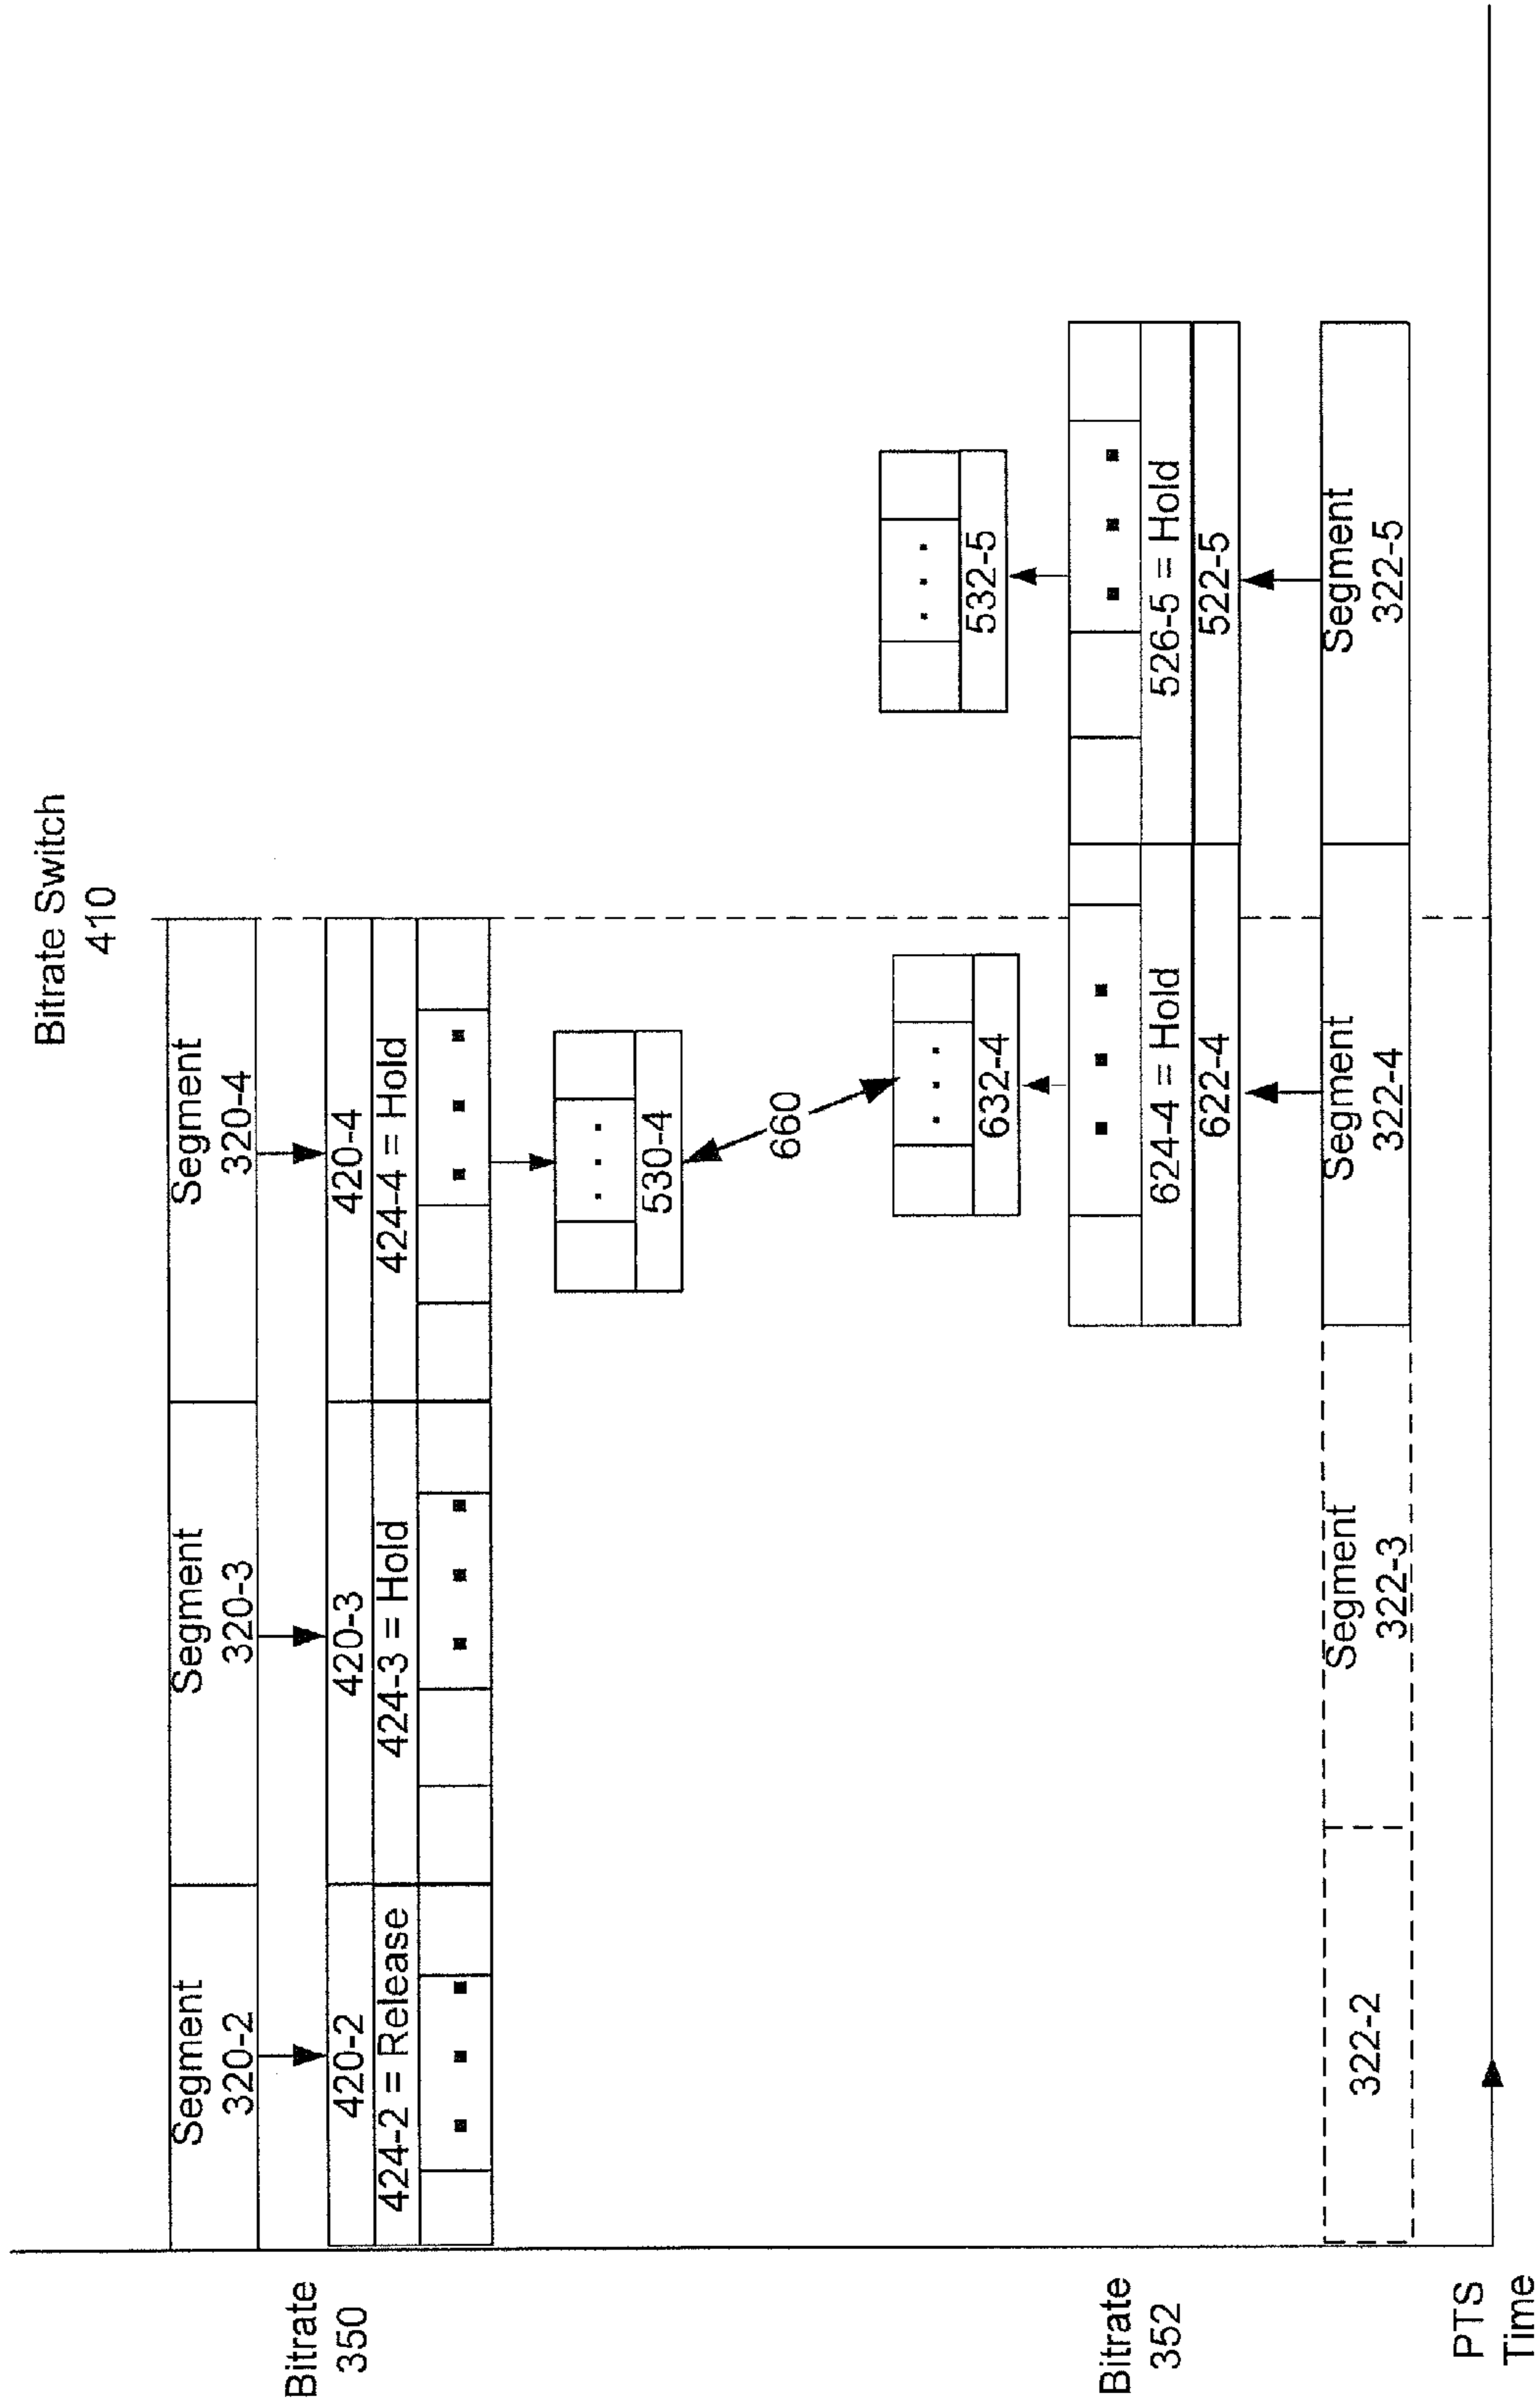 Bitrate Switch
410
Segment
320-2
Segment
320-3
Segment
320-4
Bitrate
350
420-2
420-3
420-4
424-2 = Release
424-3 = Hold
424-4 = Hold
530-4
660
632-4
532-5
Bitrate
352
624-4 = Hold
526-5 = Hold
622-4
522-5
322-2
Segment
322-3
Segment
322-4
Segment
322-5
PTS
Time